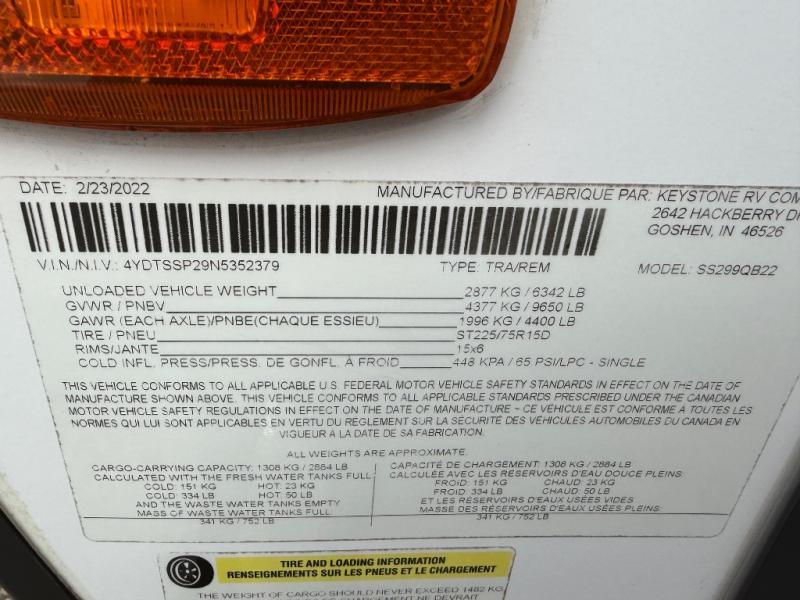 DATE: 2/23/2022
MANUFACTURED BY/FABRIQUE PAR: KEYSTONE RV COM
2642 HACKBERRY DR
GOSHEN, IN 46526
V.I.N./N.I.V.: 4YDTSSP29N5352379 TYPE: TRA/REM MODEL: SS299QB22
UNLOADED VEHICLE WEIGHT 2877 KG / 6342 LB
GVWR / PNBV 4377 KG / 9650 LB
GAWR (EACH AXLE)/PNBE(CHAQUE ESSIEU) 1996 KG / 4400 LB
TIRE / PNEU ST225/75R15D
RIMS/JANTE 15x6
COLD INFL. PRESS/PRESS. DE GONFL. À FROID 448 KPA / 65 PSI/LPC - SINGLE
THIS VEHICLE CONFORMS TO ALL APPLICABLE U.S. FEDERAL MOTOR VEHICLE SAFETY STANDARDS IN EFFECT ON THE DATE OF
MANUFACTURE SHOWN ABOVE. THIS VEHICLE CONFORMS TO ALL APPLICABLE STANDARDS PRESCRIBED UNDER THE CANADIAN
MOTOR VEHICLE SAFETY REGULATIONS IN EFFECT ON THE DATE OF MANUFACTURE ~ CE VÉHICULE EST CONFORME À TOUTES LES
NORMES QUI LUI SONT APPLICABLES EN VERTU DU RÈGLEMENT SUR LA SÉCURITÉ DES VÉHICULES AUTOMOBILES DU CANADA EN
VIGUEUR A LA DATE DE SA FABRICATION.
ALL WEIGHTS ARE MAXIMUM
CARGO-CARRYING CAPACITY: 1308 KG / 2884 LB
CALCULATED WITH THE FRESH WATER TANKS FULL:
COLD: 151 KG HOT: 23 KG
COLD: 334 LB HOT: 50 LB
AND THE WASTE WATER TANKS EMPTY
MASS OF WASTE WATER TANKS FULL:
341 KG / 752 LB
CAPACITÉ DE CHARGEMENT: 1308 KG / 2884 LB
CALCULÉE AVEC LES RÉSERVOIRS D'EAU DOUCE PLEINS:
FROID: 151 KG CHAUD: 23 KG
FROID: 334 LB CHAUD: 50 LB
ET LES RÉSERVOIRS D'EAUX USÉES VIDES
MASSE DES RÉSERVOIRS D'EAUX USÉES PLEINS:
341 KG / 752 LB
TIRE AND LOADING INFORMATION
RENSEIGNEMENTS SUR LES PNEUS ET LE CHARGEMENT
THE WEIGHT OF CARGO SHOULD NEVER EXCEED 1482 KG